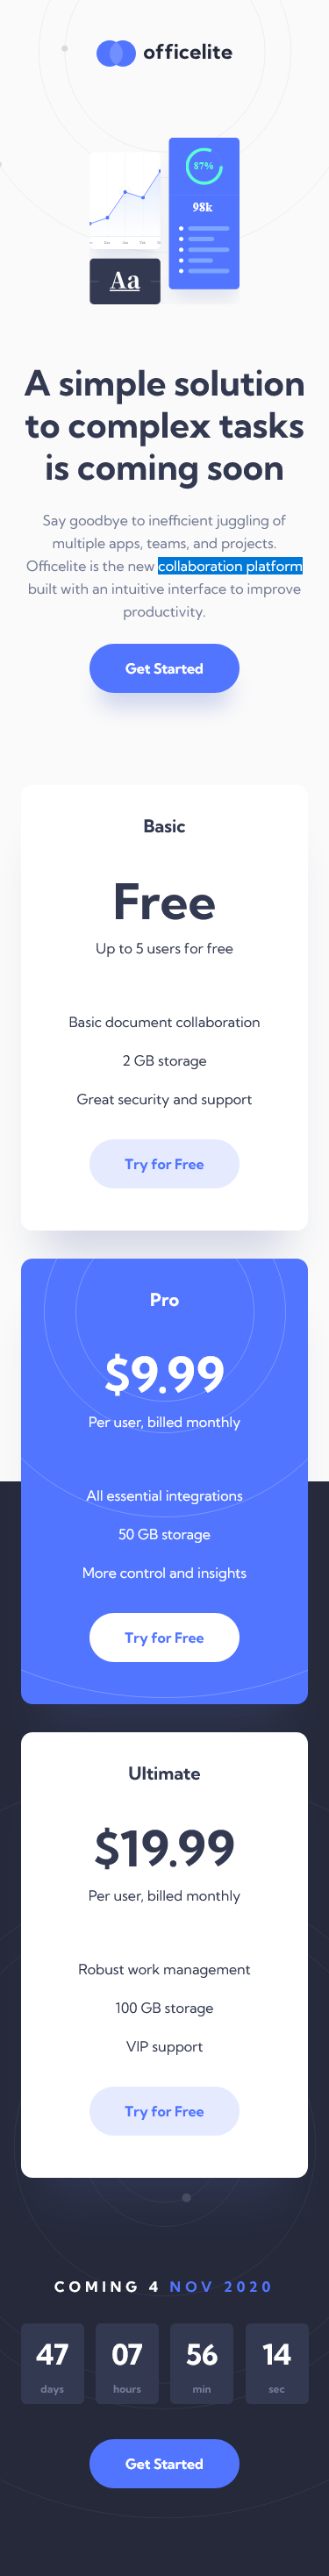 officelite
87%
98k
Aa
A simple solution
to complex tasks
is coming soon
Say goodbye to inefficient juggling of
multiple apps, teams, and projects.
Officelite is the new collaboration platform
built with an intuitive interface to improve
productivity.
Get Started
Basic
Free
Up to 5 users for free
Basic document collaboration
2 GB storage
Great security and support
Try for Free
Pro
$9.99
Per user, billed monthly
All essential integrations
50 GB storage
More control and insights
Try for Free
Ultimate
$19.99
Per user, billed monthly
Robust work management
100 GB storage
VIP support
Try for Free
COMING 4 NOV 2020
47 07 56 14
days hours min sec
Get Started